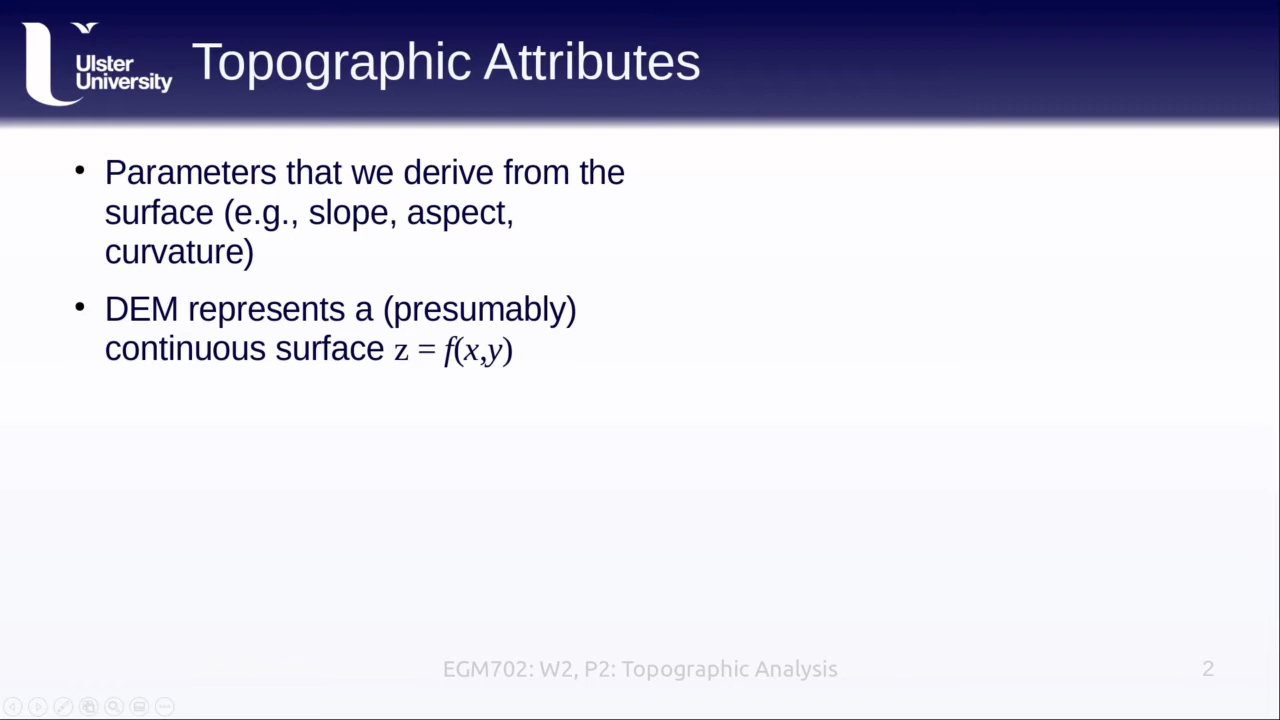 Ulster
University
Topographic Attributes
• Parameters that we derive from the
surface (e.g., slope, aspect,
curvature)
• DEM represents a (presumably)
continuous surface z = f(x,y)
EGM702: W2, P2: Topographic Analysis
2